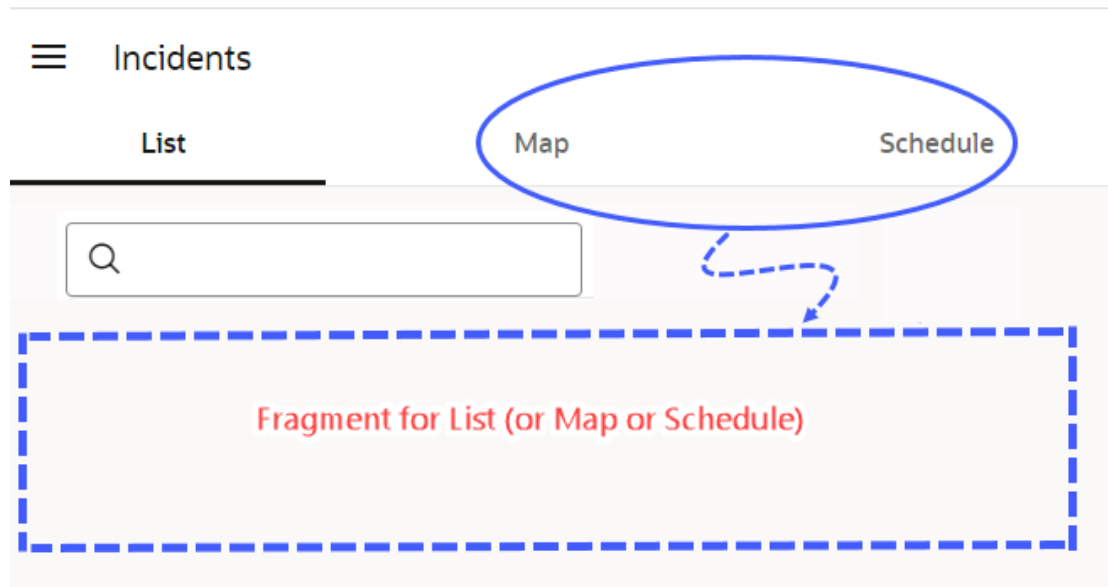 Incidents
List Map Schedule
Fragment for List (or Map or Schedule)